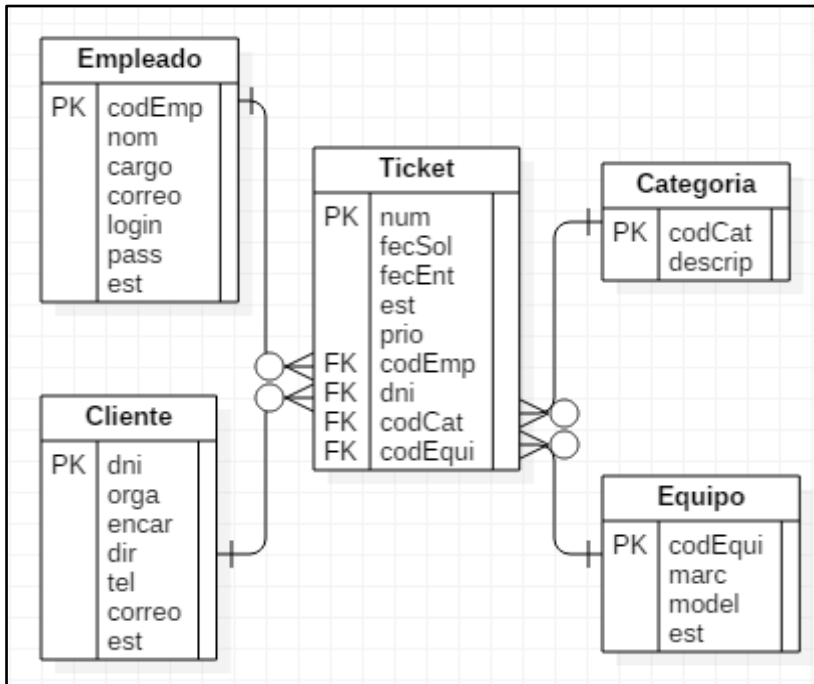 Empleado
PK codEmp
nom
cargo
correo
login
pass
est
Cliente
PK dni
orga
encar
dir
tel
correo
est
Ticket
PK num
fecSol
fecEnt
est
prio
FK codEmp
FK dni
FK codCat
FK codEqui
Categoria
PK codCat
descrip
Equipo
PK codEqui
marc
model
est